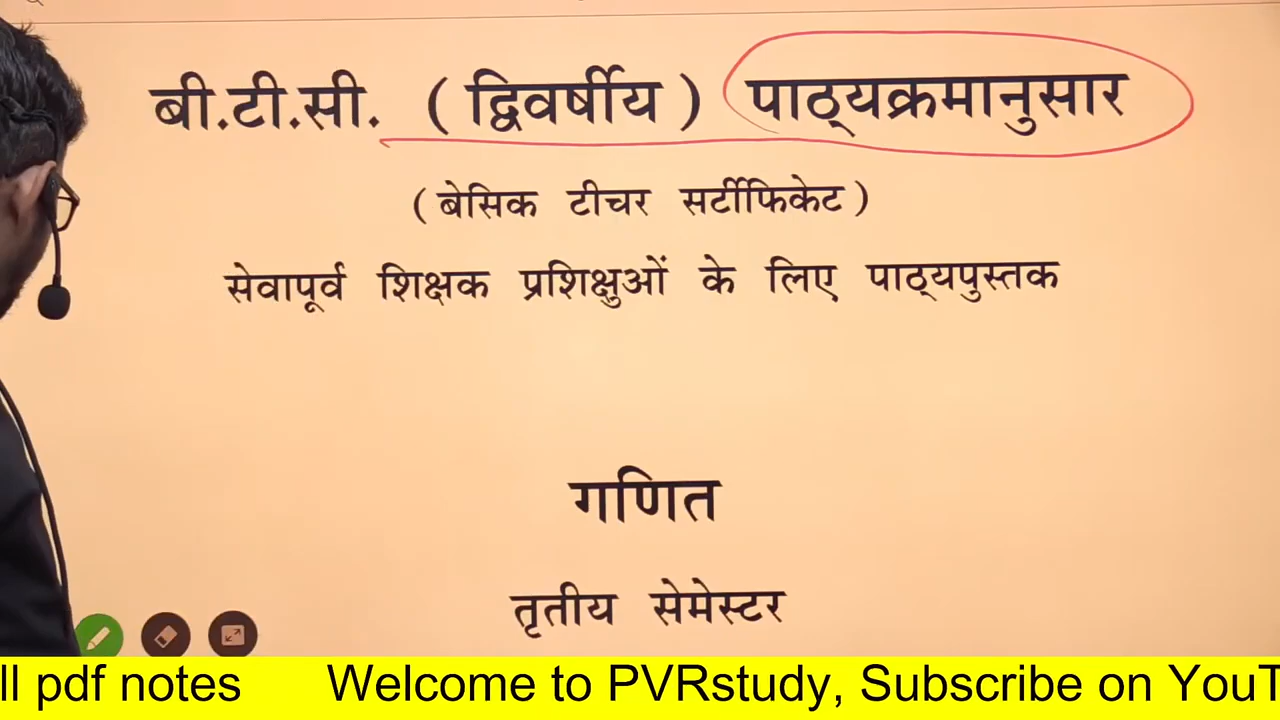 बी.टी.सी. (द्विवर्षीय) पाठ्यक्रमानुसार
(बेसिक टीचर सर्टीफिकेट)
सेवापूर्व शिक्षक प्रशिक्षुओं के लिए पाठ्यपुस्तक
गणित
तृतीय सेमेस्टर
ll pdf notes Welcome to PVRstudy, Subscribe on YouT